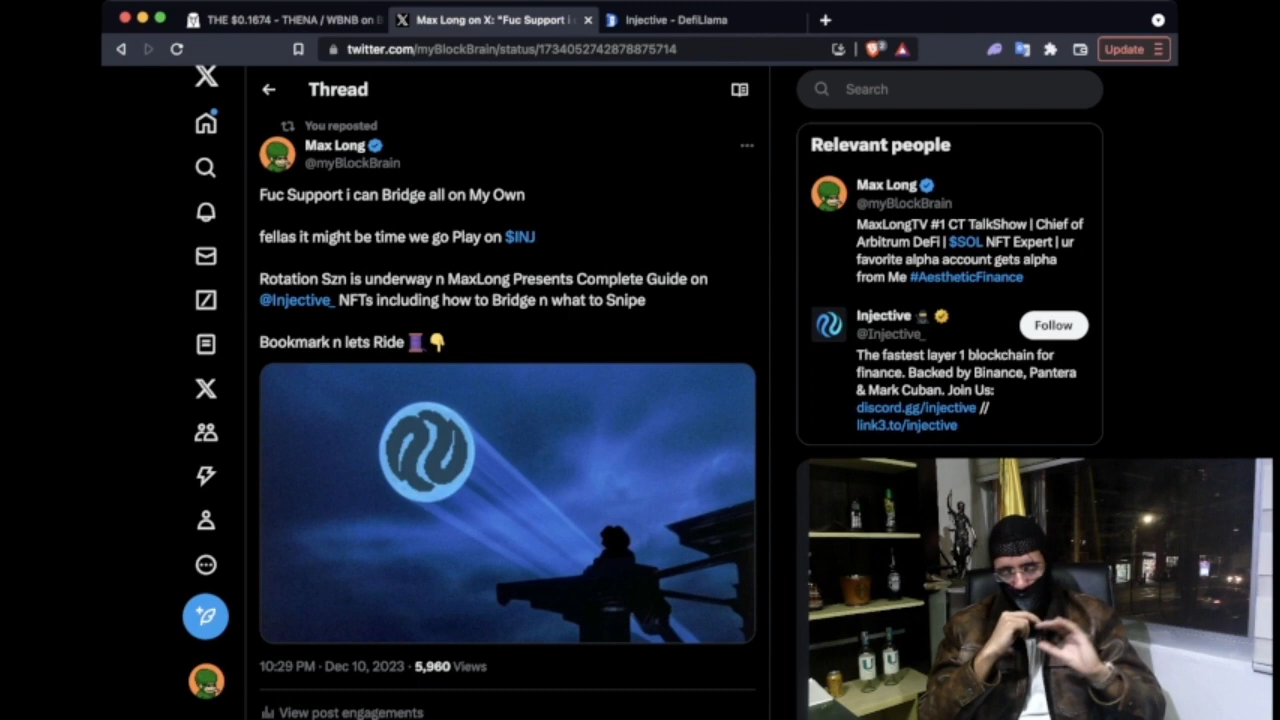 THE $0.1674 - THENA / WBNB on B
Max Long on X: "Fuc Support i
Injective - DefiLlama
twitter.com/myBlockBrain/status/1734052742878875714
Update
Thread
Search
You reposted
Max Long
@myBlockBrain
Fuc Support i can Bridge all on My Own
fellas it might be time we go Play on $INJ
Rotation Szn is underway n MaxLong Presents Complete Guide on
@Injective_ NFTs including how to Bridge n what to Snipe
Bookmark n lets Ride
10:29 PM · Dec 10, 2023 · 5,960 Views
View post engagements
Relevant people
Max Long
@myBlockBrain
MaxLongTV #1 CT TalkShow | Chief of
Arbitrum DeFi | $SOL NFT Expert | ur
favorite alpha account gets alpha
from Me #AestheticFinance
Injective
@Injective_
Follow
The fastest layer 1 blockchain for
finance. Backed by Binance, Pantera
& Mark Cuban. Join Us:
discord.gg/injective //
link3.to/injective